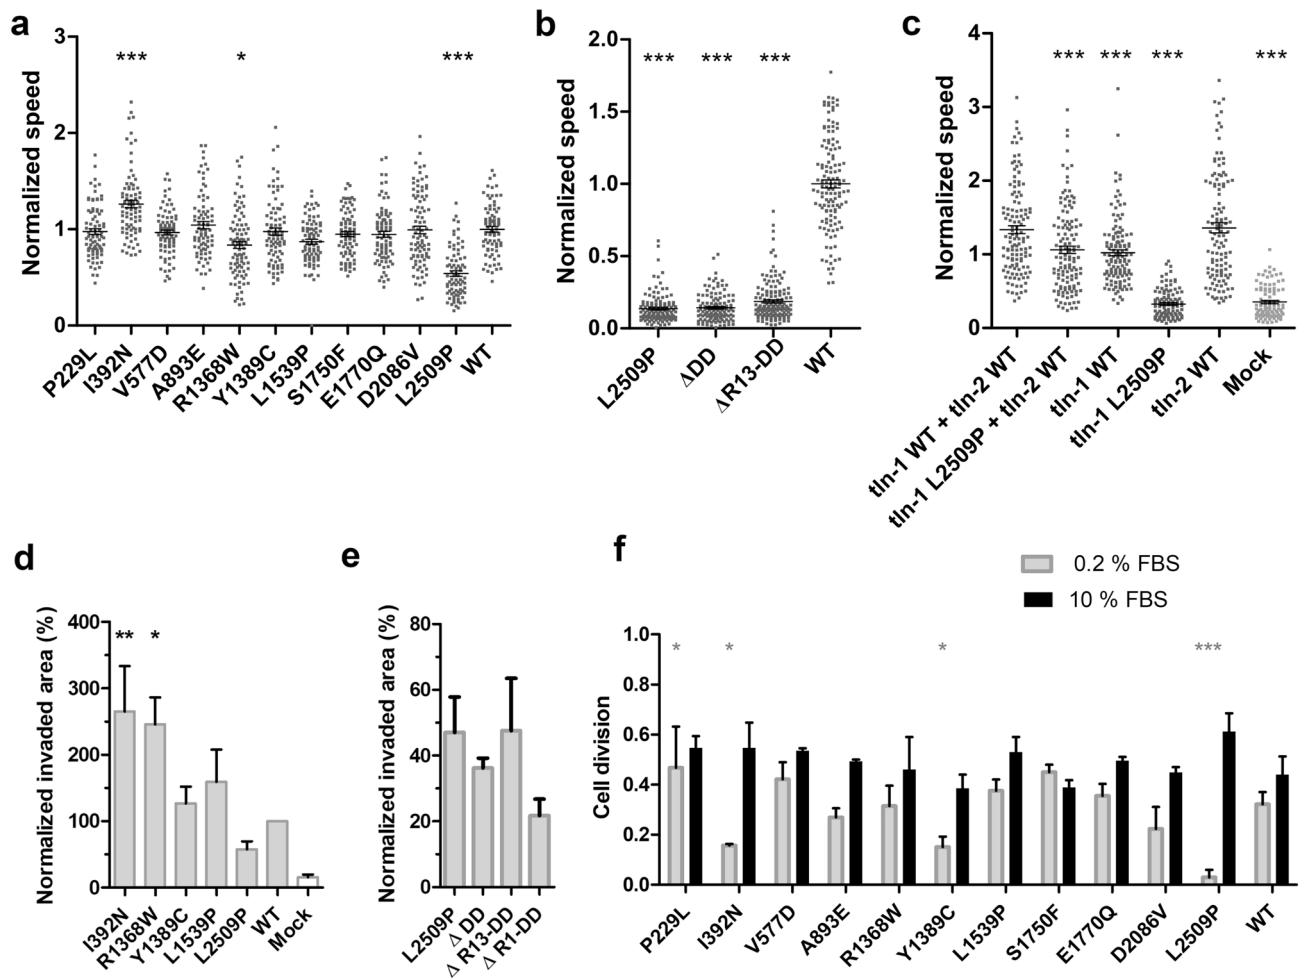 a
Normalized speed
3
2
1
0
***
*
***
P229L
I392N
V577D
A893E
R1368W
Y1389C
L1539P
S1750F
E1770Q
D2086V
L2509P
WT
b
Normalized speed
2.0
1.5
1.0
0.5
0.0
***
***
***
L2509P
ΔDD
ΔR13-DD
WT
c
Normalized speed
4
3
2
1
0
***
***
***
***
tln-1 WT + tln-2 WT
tln-1 L2509P + tln-2 WT
tln-1 WT
tln-1 L2509P
tln-2 WT
Mock
d
Normalized invaded area (%)
400
300
200
100
0
**
*
I392N
R1368W
Y1389C
L1539P
L2509P
WT
Mock
e
Normalized invaded area (%)
80
60
40
20
0
L2509P
Δ DD
Δ R13-DD
Δ R1-DD
f
0.2 % FBS
10 % FBS
Cell division
1.0
0.8
0.6
0.4
0.2
0.0
*
*
*
***
P229L
I392N
V577D
A893E
R1368W
Y1389C
L1539P
S1750F
E1770Q
D2086V
L2509P
WT